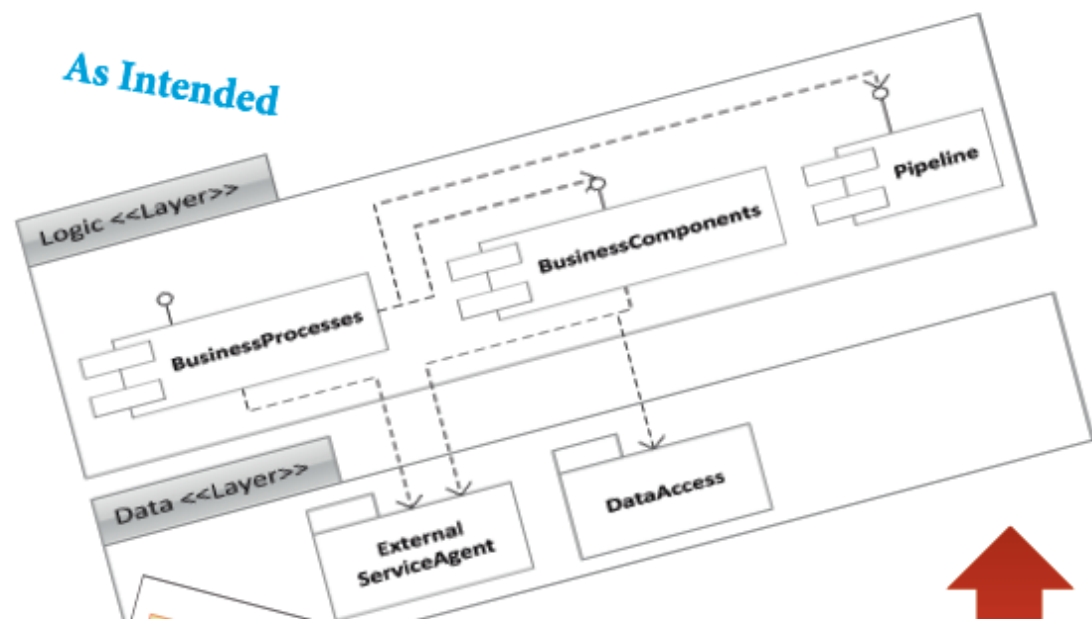 As Intended
Logic <<Layer>>
Pipeline
BusinessComponents
BusinessProcesses
Data <<Layer>>
DataAccess
External
ServiceAgent